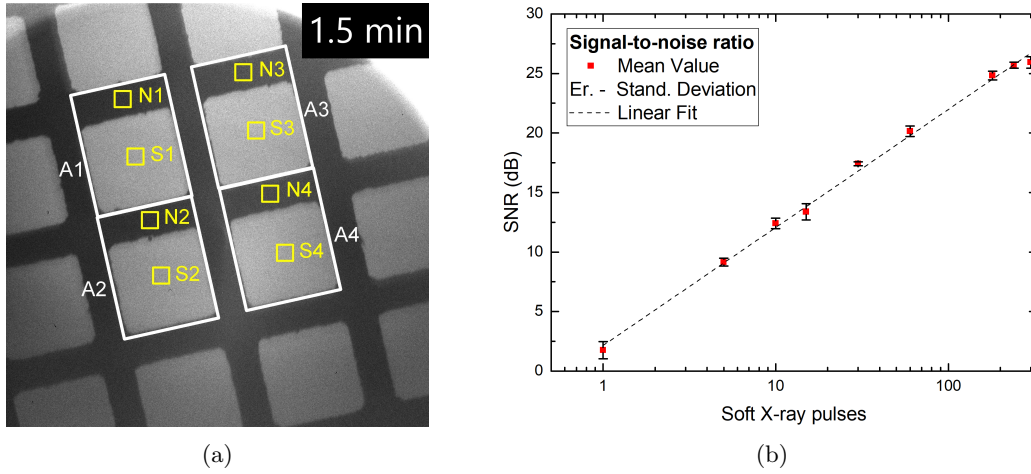 1.5 min
N1
N3
S1
S3
A1
A3
N2
N4
S2
S4
A2
A4
(a)
30
25
20
15
10
5
0
SNR (dB)
Signal-to-noise ratio
Mean Value
Er. - Stand. Deviation
Linear Fit
1
10
100
Soft X-ray pulses
(b)